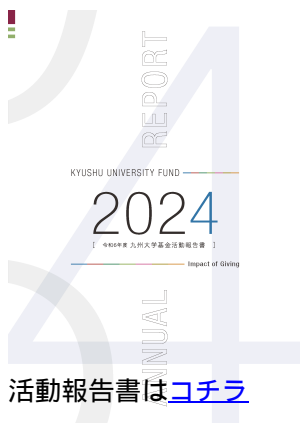 REPORT
KYUSHU UNIVERSITY FUND
2024
[ 令和6年度 九州大学基金活動報告書 ]
Impact of Giving
ANNUAL
活動報告書はコチラ